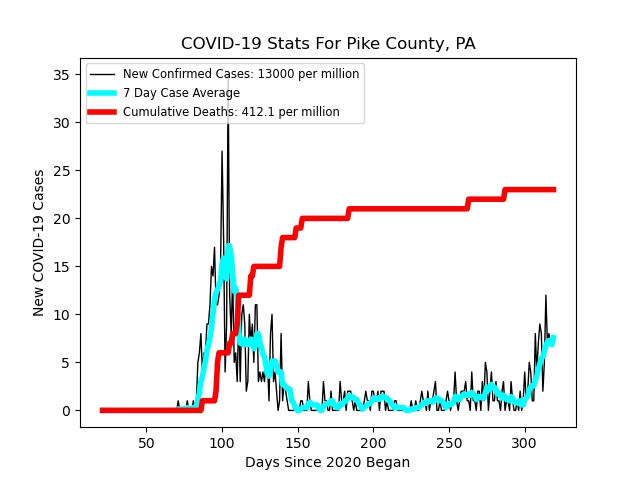 COVID-19 Stats For Pike County, PA
New Confirmed Cases: 13000 per million
7 Day Case Average
Cumulative Deaths: 412.1 per million
New COVID-19 Cases
35
30
25
20
15
10
5
0
50 100 150 200 250 300
Days Since 2020 Began